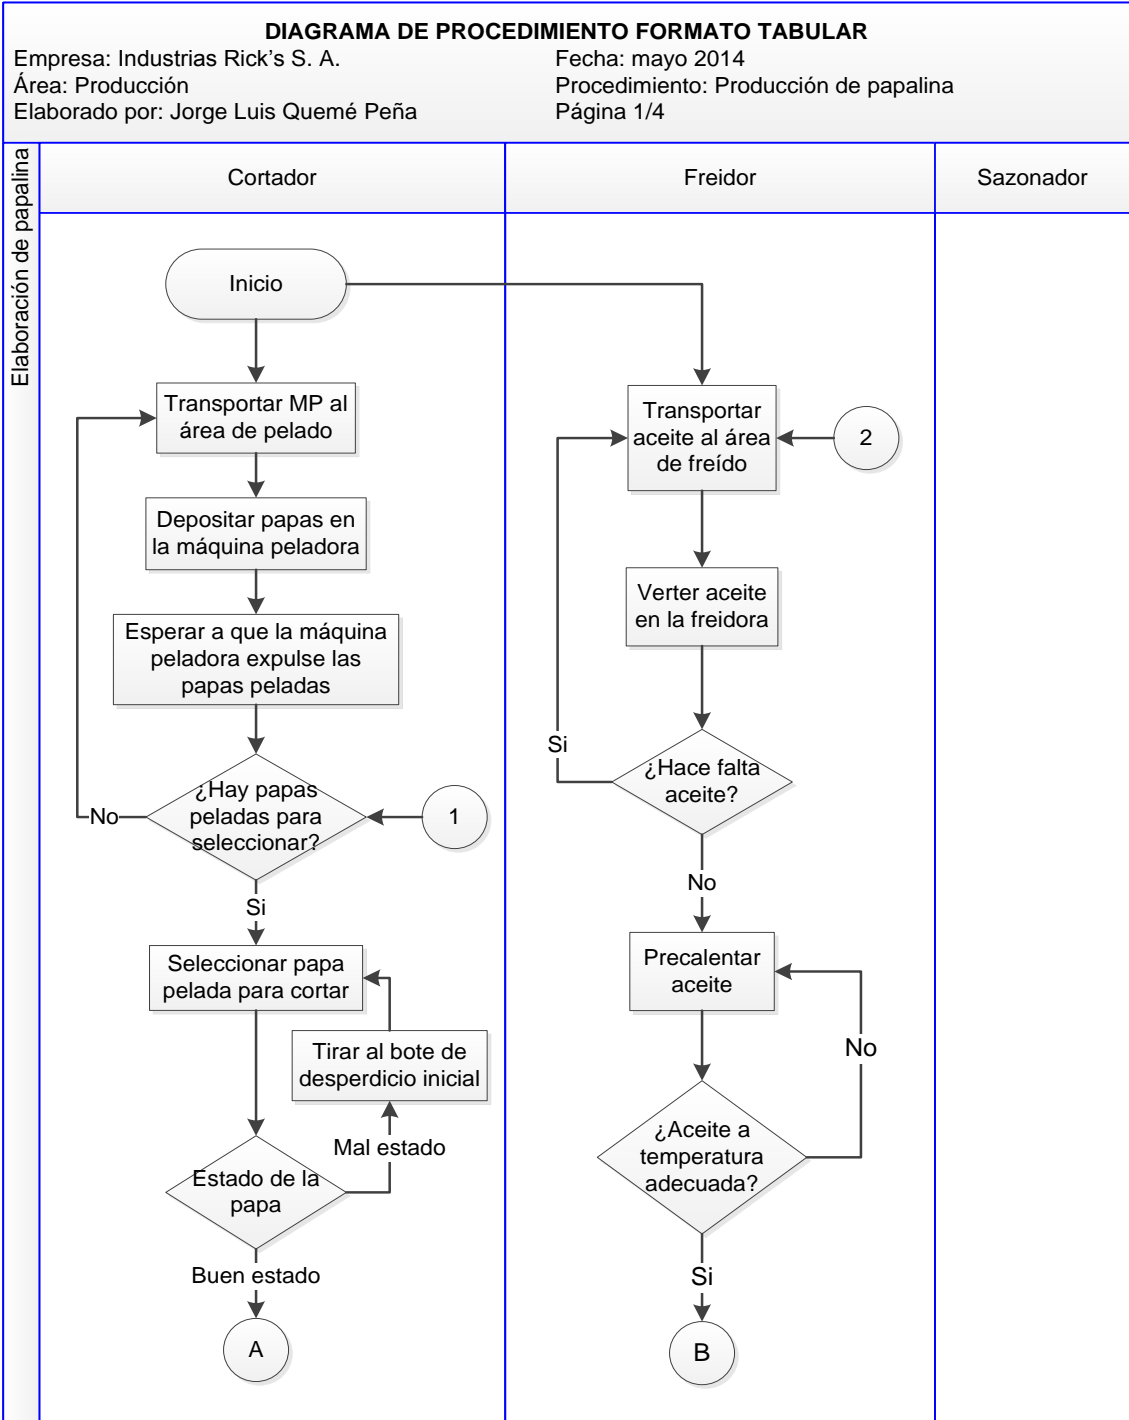 DIAGRAMA DE PROCEDIMIENTO FORMATO TABULAR
Empresa: Industrias Rick's S. A.
Fecha: mayo 2014
Área: Producción
Procedimiento: Producción de papalina
Elaborado por: Jorge Luis Quemé Peña
Página 1/4
Elaboración de papalina
Cortador
Freidor
Sazonador
Inicio
Transportar MP al
área de pelado
Depositar papas en
la máquina peladora
Esperar a que la máquina
peladora expulse las
papas peladas
¿Hay papas
peladas para
seleccionar?
No
1
Si
Seleccionar papa
pelada para cortar
Tirar al bote de
desperdicio inicial
Mal estado
Estado de la
papa
Buen estado
A
Transportar
aceite al área
de freído
2
Verter aceite
en la freidora
Si
¿Hace falta
aceite?
No
Precalentar
aceite
No
¿Aceite a
temperatura
adecuada?
Si
B